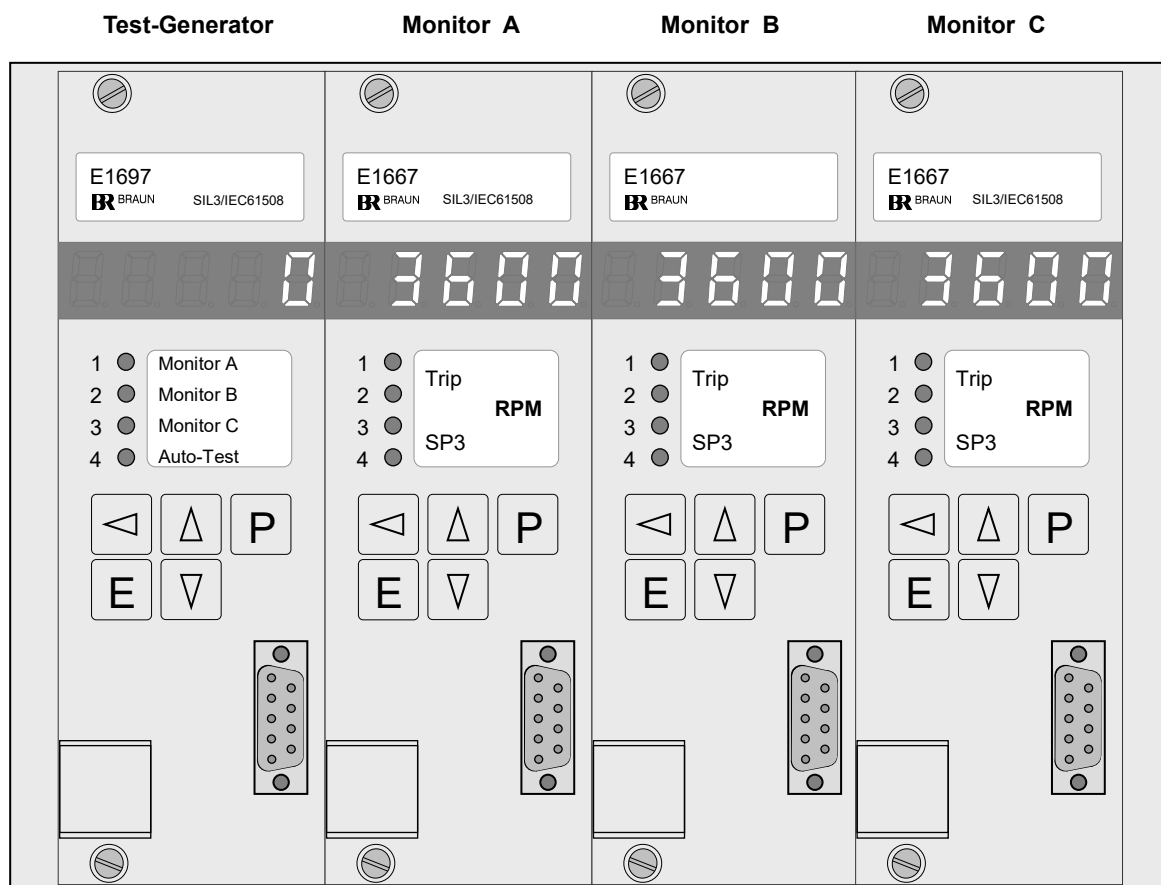 Test-Generator
Monitor A
Monitor B
Monitor C
E1697
BR BRAUN SIL3/IEC61508
E1667
BR BRAUN SIL3/IEC61508
E1667
BR BRAUN
E1667
BR BRAUN SIL3/IEC61508
0
3600
3600
3600
1 Monitor A
2 Monitor B
3 Monitor C
4 Auto-Test
1
2
3
4
Trip
RPM
SP3
1
2
3
4
Trip
RPM
SP3
1
2
3
4
Trip
RPM
SP3
P
E
P
E
P
E
P
E